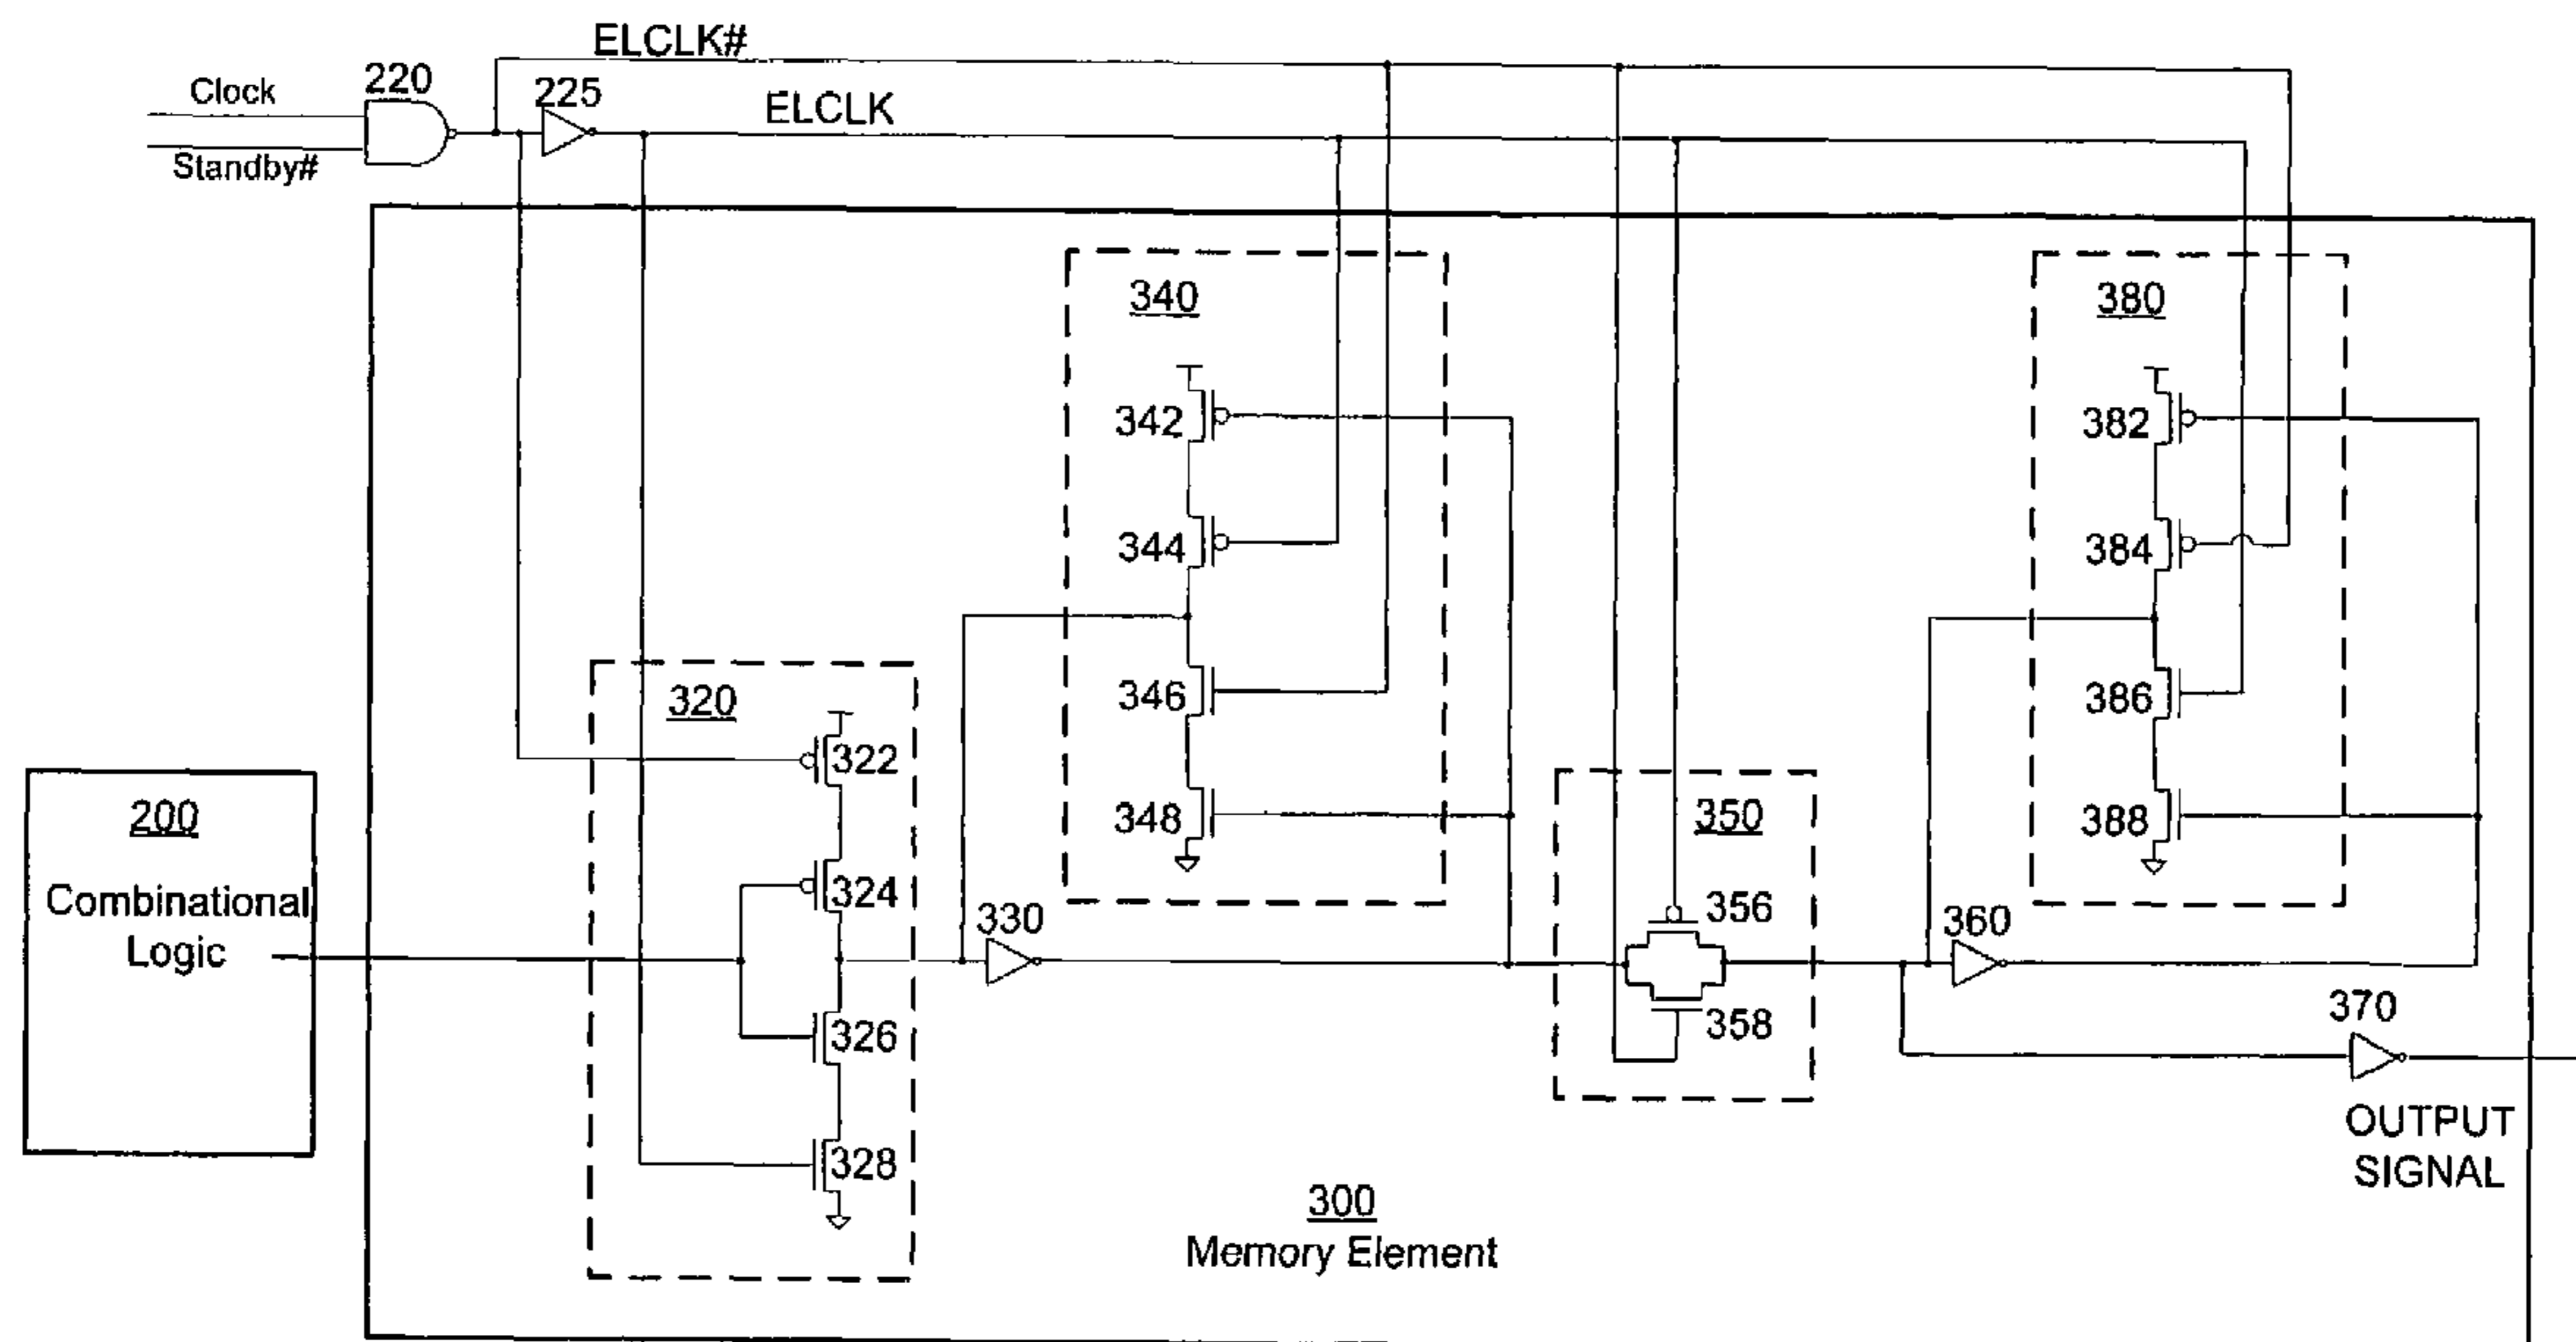 ELCLK#
Clock
220
225
ELCLK
Standby#
340
380
342
382
344
384
320
346
386
322
200
348
350
388
Combinational
Logic
324
330
356
360
326
358
370
328
OUTPUT
SIGNAL
300
Memory Element